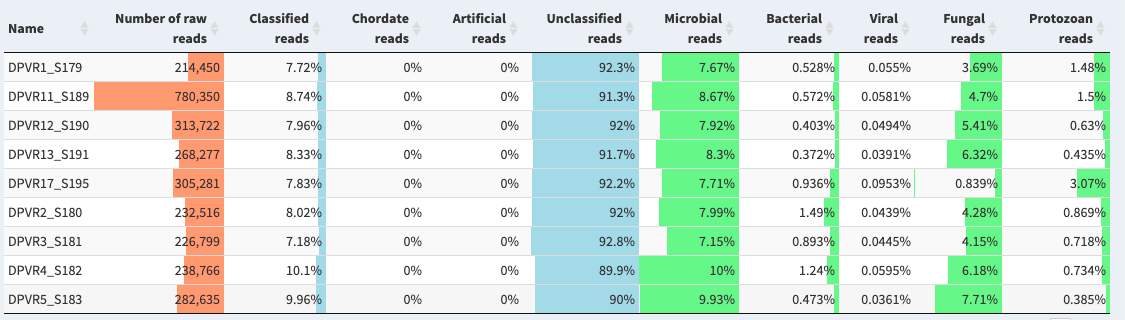 Name Number of raw reads Classified reads Chordate reads Artificial reads Unclassified reads Microbial reads Bacterial reads Viral reads Fungal reads Protozoan reads
DPVR1_S179 214,450 7.72% 0% 0% 92.3% 7.67% 0.528% 0.055% 3.69% 1.48%
DPVR11_S189 780,350 8.74% 0% 0% 91.3% 8.67% 0.572% 0.0581% 4.7% 1.5%
DPVR12_S190 313,722 7.96% 0% 0% 92% 7.92% 0.403% 0.0494% 5.41% 0.63%
DPVR13_S191 268,277 8.33% 0% 0% 91.7% 8.3% 0.372% 0.0391% 6.32% 0.435%
DPVR17_S195 305,281 7.83% 0% 0% 92.2% 7.71% 0.936% 0.0953% 0.839% 3.07%
DPVR2_S180 232,516 8.02% 0% 0% 92% 7.99% 1.49% 0.0439% 4.28% 0.869%
DPVR3_S181 226,799 7.18% 0% 0% 92.8% 7.15% 0.893% 0.0445% 4.15% 0.718%
DPVR4_S182 238,766 10.1% 0% 0% 89.9% 10% 1.24% 0.0595% 6.18% 0.734%
DPVR5_S183 282,635 9.96% 0% 0% 90% 9.93% 0.473% 0.0361% 7.71% 0.385%